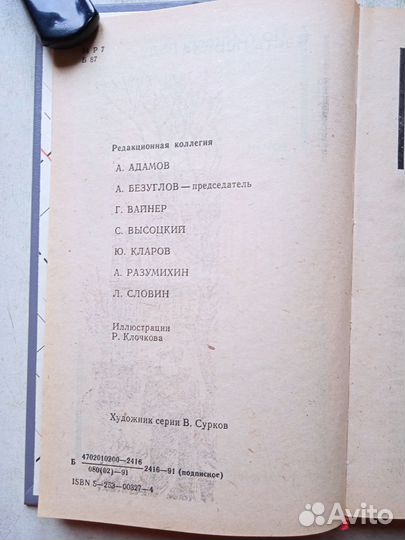 Р 7
Б 87
Редакционная коллегия
А. АДАМОВ
А. БЕЗУГЛОВ — председатель
Г. ВАЙНЕР
С. ВЫСОЦКИЙ
Ю. КЛАРОВ
А. РАЗУМИХИН
Л. СЛОВИН
Иллюстрации
Р. Клочкова
Художник серии В. Сурков
4702010200—2416
Б 2416—91 (подписное)
080(02)—91
ISBN 5—253—00327—4
Avito